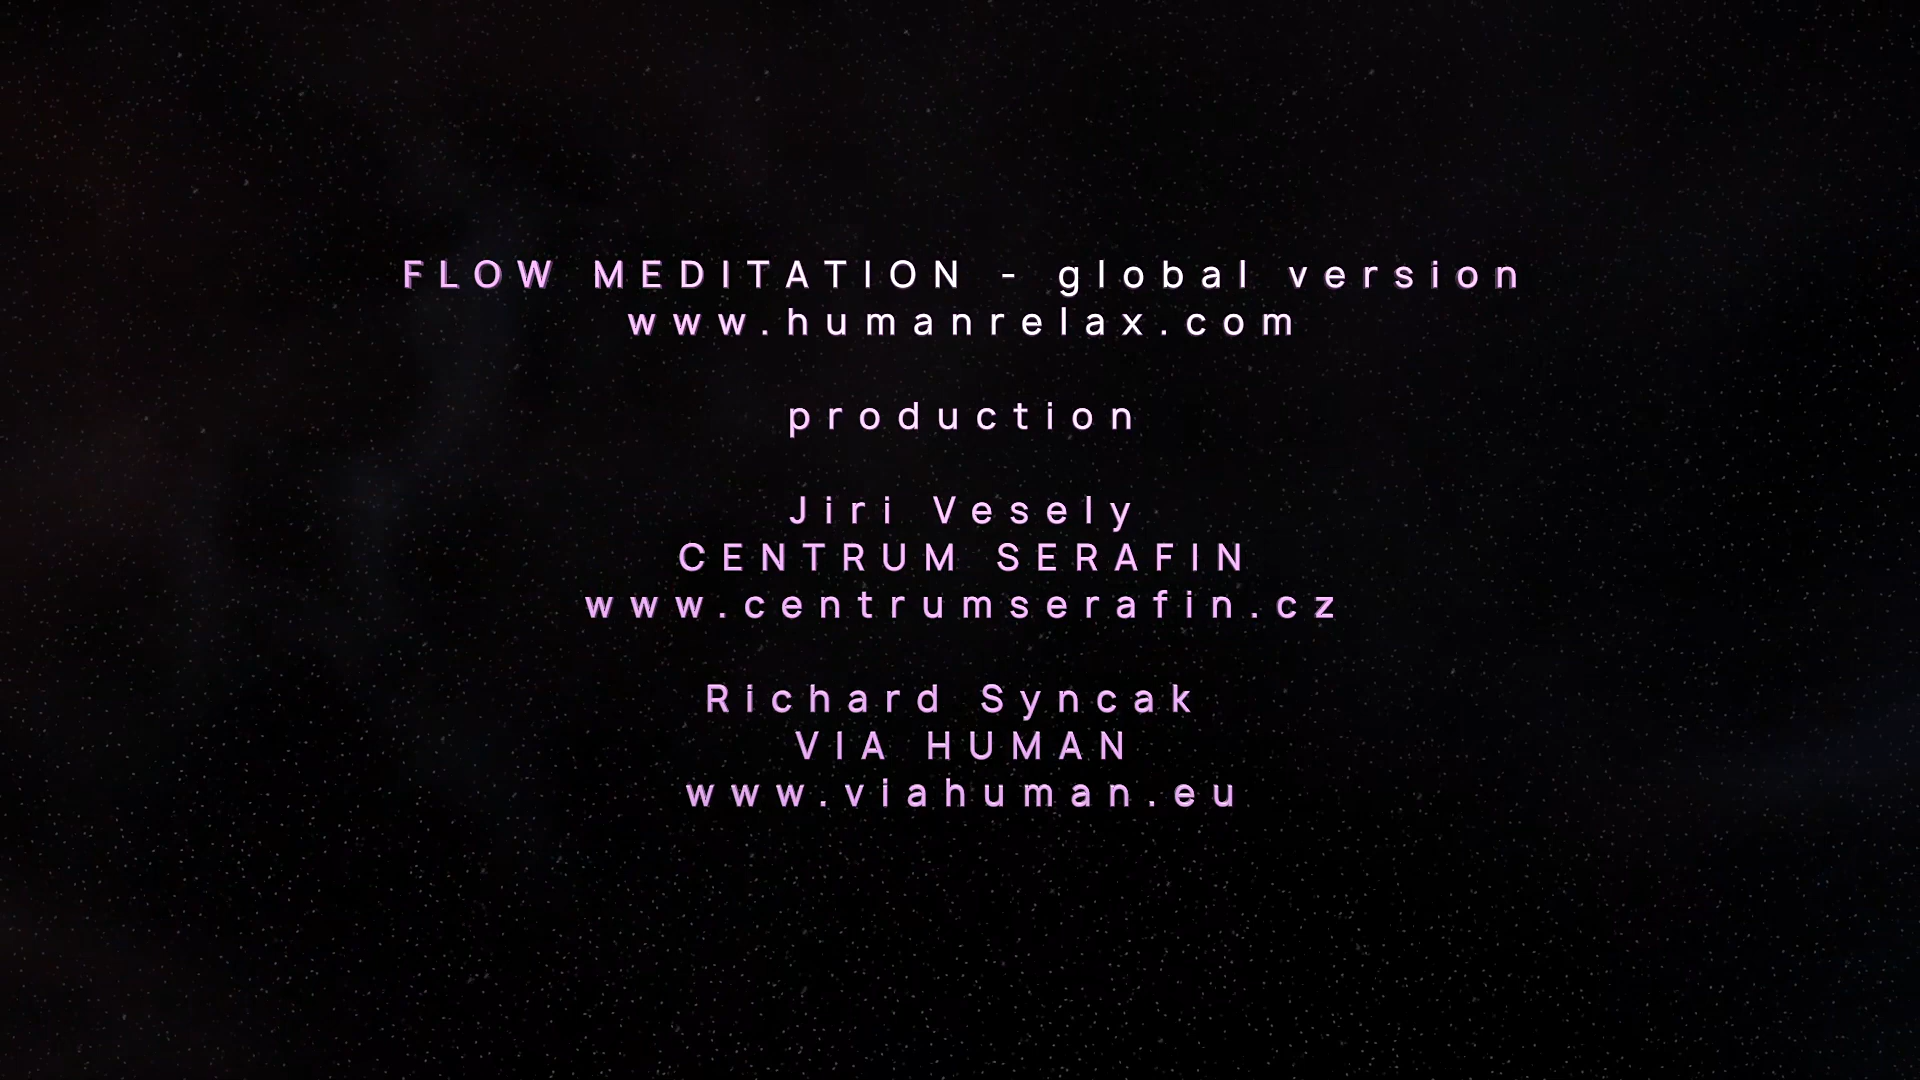 FLOW MEDITATION - global version
www.humanrelax.com
production
Jiri Vesely
CENTRUM SERAFIN
www.centrumserafin.cz
Richard Syncak
VIA HUMAN
www.viahuman.eu